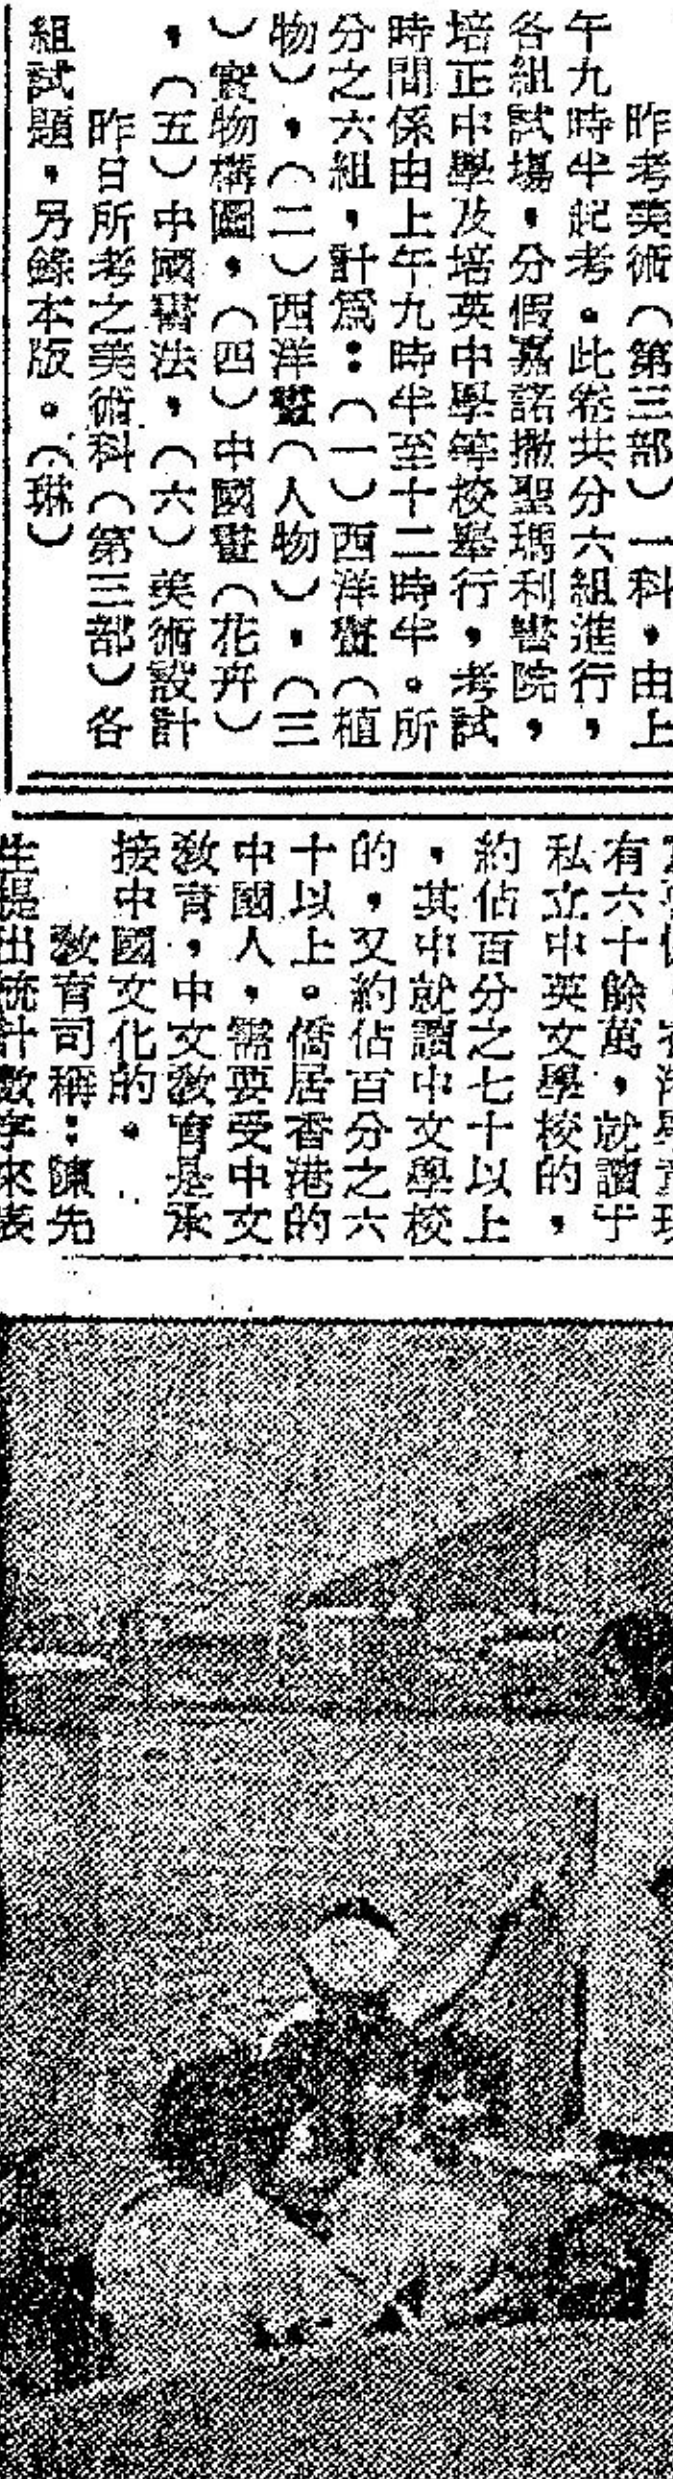 昨考美術（第三部）一科，由上
午九時半起考。此卷共分六組進行，
各組試塲，分假嘉諾撒聖瑪利書院，
培正中學及培英中學等校舉行，考試
時間係由上午九時半至十二時半。所
分之六組，計爲：（一）西洋畫（植
物），（二）西洋畫（人物），（三
）實物構圖，（四）中國畫（花卉）
，（五）中國書法，（六）美術設計
昨日所考之美術科（第三部）各
組試題，另錄本版。（琳）
有六十餘萬，就讀于
私立中英文學校的，
約佔百分之七十以上
，其中就讀中文學校
的，又約佔百分之六
十以上。僑居香港的
中國人，需要受中文
敎育，中文敎育是承
接中國文化的。
敎育司稱：陳先
生提出統計數字來表